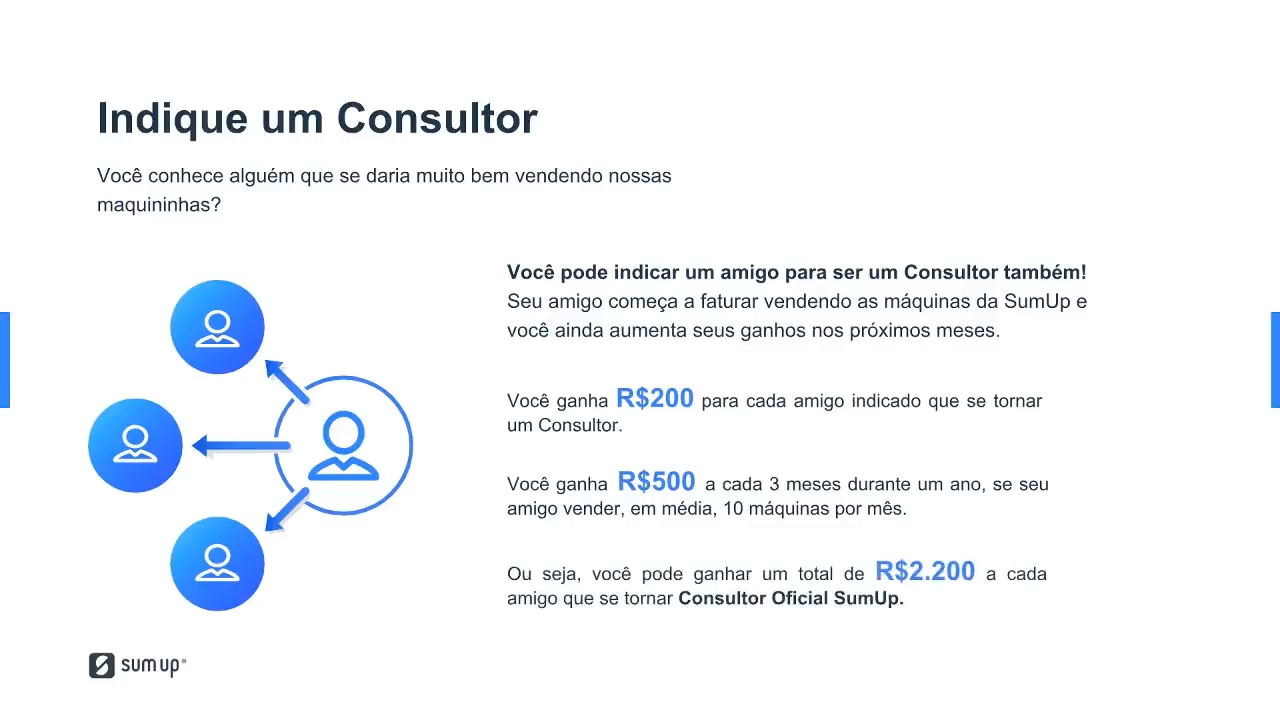 Indique um Consultor
Você conhece alguém que se daria muito bem vendendo nossas
maquininhas?
Você pode indicar um amigo para ser um Consultor também!
Seu amigo começa a faturar vendendo as máquinas da SumUp e
você ainda aumenta seus ganhos nos próximos meses.
Você ganha R$200 para cada amigo indicado que se tornar
um Consultor.
Você ganha R$500 a cada 3 meses durante um ano, se seu
amigo vender, em média, 10 máquinas por mês.
Ou seja, você pode ganhar um total de R$2.200 a cada
amigo que se tornar Consultor Oficial SumUp.
sum up®